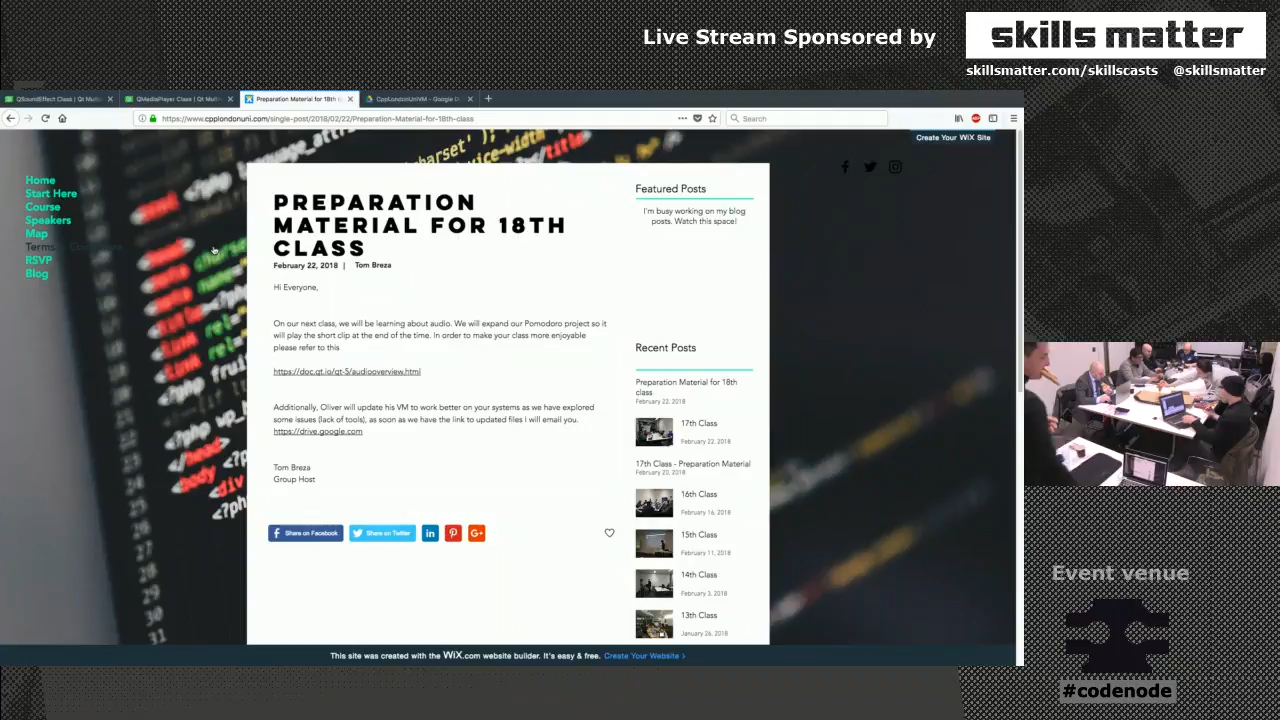 Live Stream Sponsored by
skills matter
skillsmatter.com/skillscasts @skillsmatter
QSoundEffect Class | Qt Mult
QMediaPlayer Class | Qt Mult
Preparation Material for 18th c
CppLondonUniVM - Google D
https://www.cpplondonuni.com/single-post/2018/02/22/Preparation-Material-for-18th-class
Search
Create Your WiX Site
Home
Start Here
Course
Speakers
Map
Terms
RSVP
Blog
PREPARATION
MATERIAL FOR 18TH
CLASS
February 22, 2018 | Tom Breza
Hi Everyone,
On our next class, we will be learning about audio. We will expand our Pomodoro project so it
will play the short clip at the end of the time. In order to make your class more enjoyable
please refer to this
https://doc.qt.io/qt-5/audiooverview.html
Additionally, Oliver will update his VM to work better on your systems as we have explored
some issues (lack of tools), as soon as we have the link to updated files I will email you.
https://drive.google.com
Tom Breza
Group Host
Share on Facebook
Share on Twitter
Featured Posts
I'm busy working on my blog
posts. Watch this space!
Recent Posts
Preparation Material for 18th
class
February 22, 2018
17th Class
February 22, 2018
17th Class - Preparation Material
February 20, 2018
16th Class
February 16, 2018
15th Class
February 11, 2018
14th Class
February 3, 2018
13th Class
January 26, 2018
This site was created with the WiX.com website builder. It's easy & free. Create Your Website >
Event Venue
#codenode